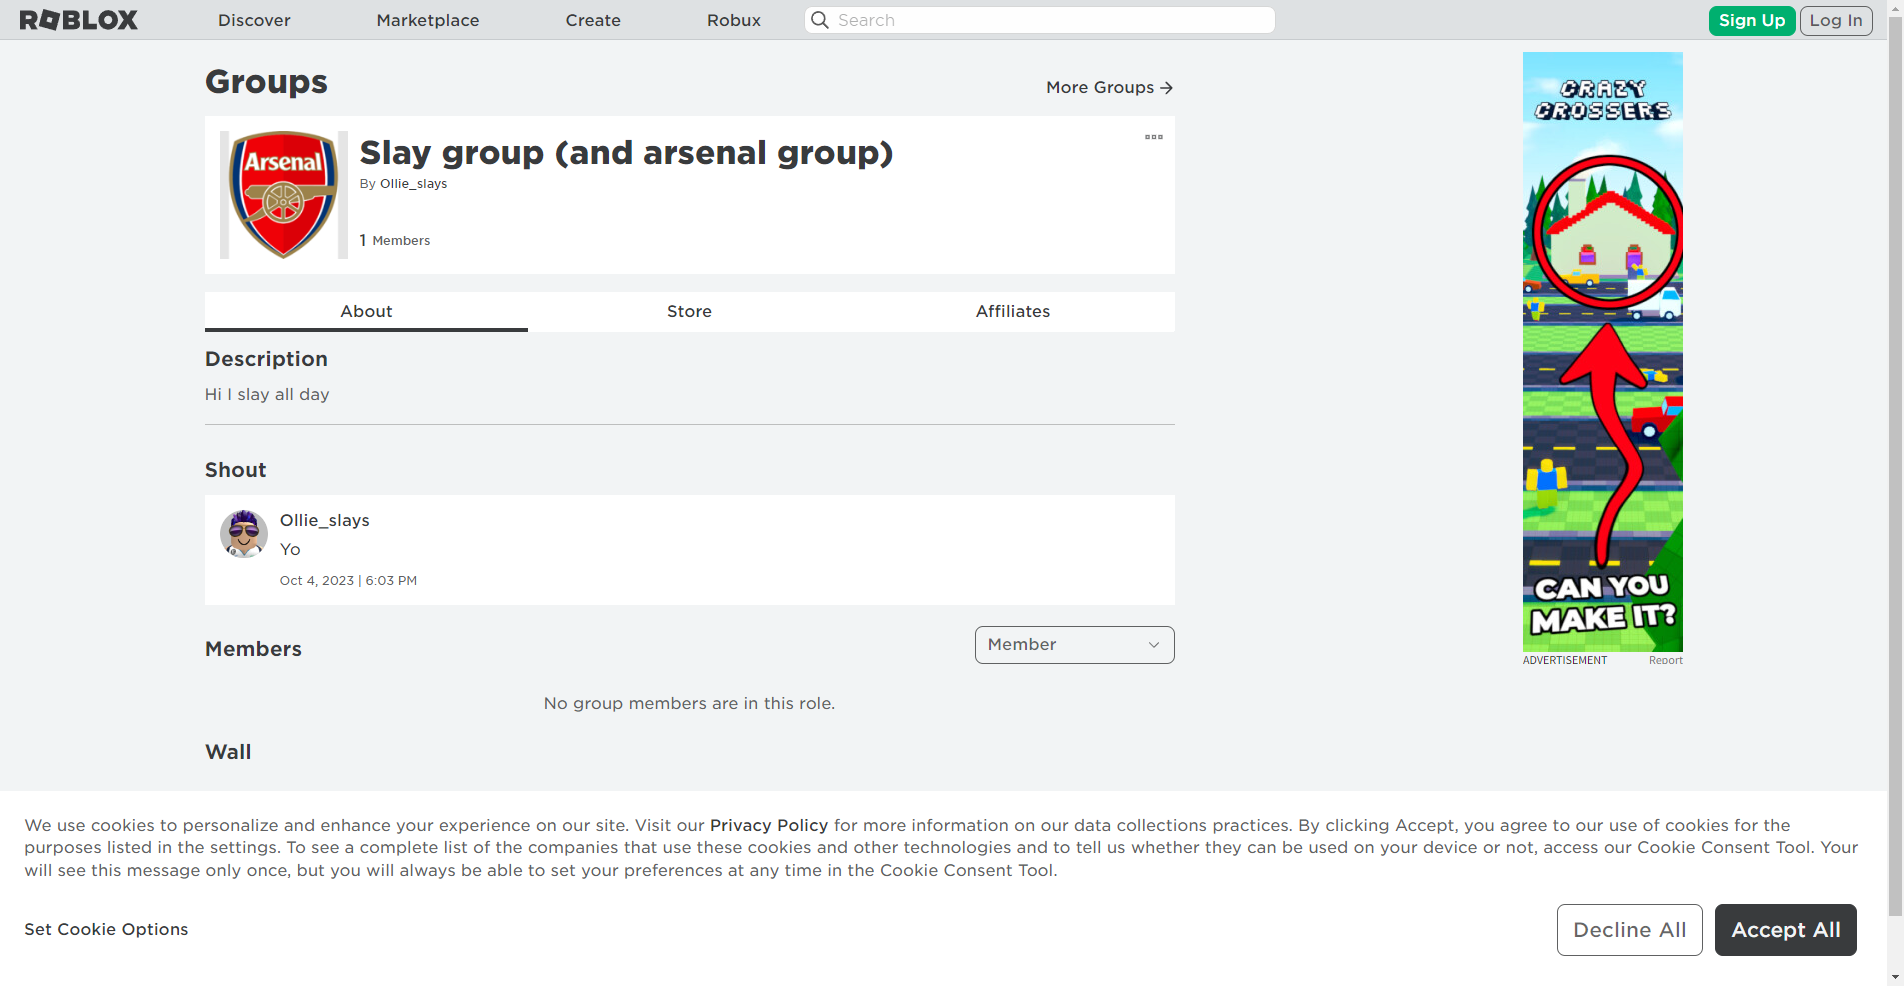 ROBLOX Discover Marketplace Create Robux Search Sign Up Log In
Groups
More Groups
Arsenal
Slay group (and arsenal group)
By Ollie_slays
1 Members
About Store Affiliates
Description
Hi I slay all day
Shout
Ollie_slays
Yo
Oct 4, 2023 | 6:03 PM
Members
Member
No group members are in this role.
Wall
CRAZY
CROSSERS
CAN YOU
MAKE IT?
ADVERTISEMENT Report
We use cookies to personalize and enhance your experience on our site. Visit our Privacy Policy for more information on our data collections practices. By clicking Accept, you agree to our use of cookies for the
purposes listed in the settings. To see a complete list of the companies that use these cookies and other technologies and to tell us whether they can be used on your device or not, access our Cookie Consent Tool. Your
will see this message only once, but you will always be able to set your preferences at any time in the Cookie Consent Tool.
Set Cookie Options
Decline All
Accept All